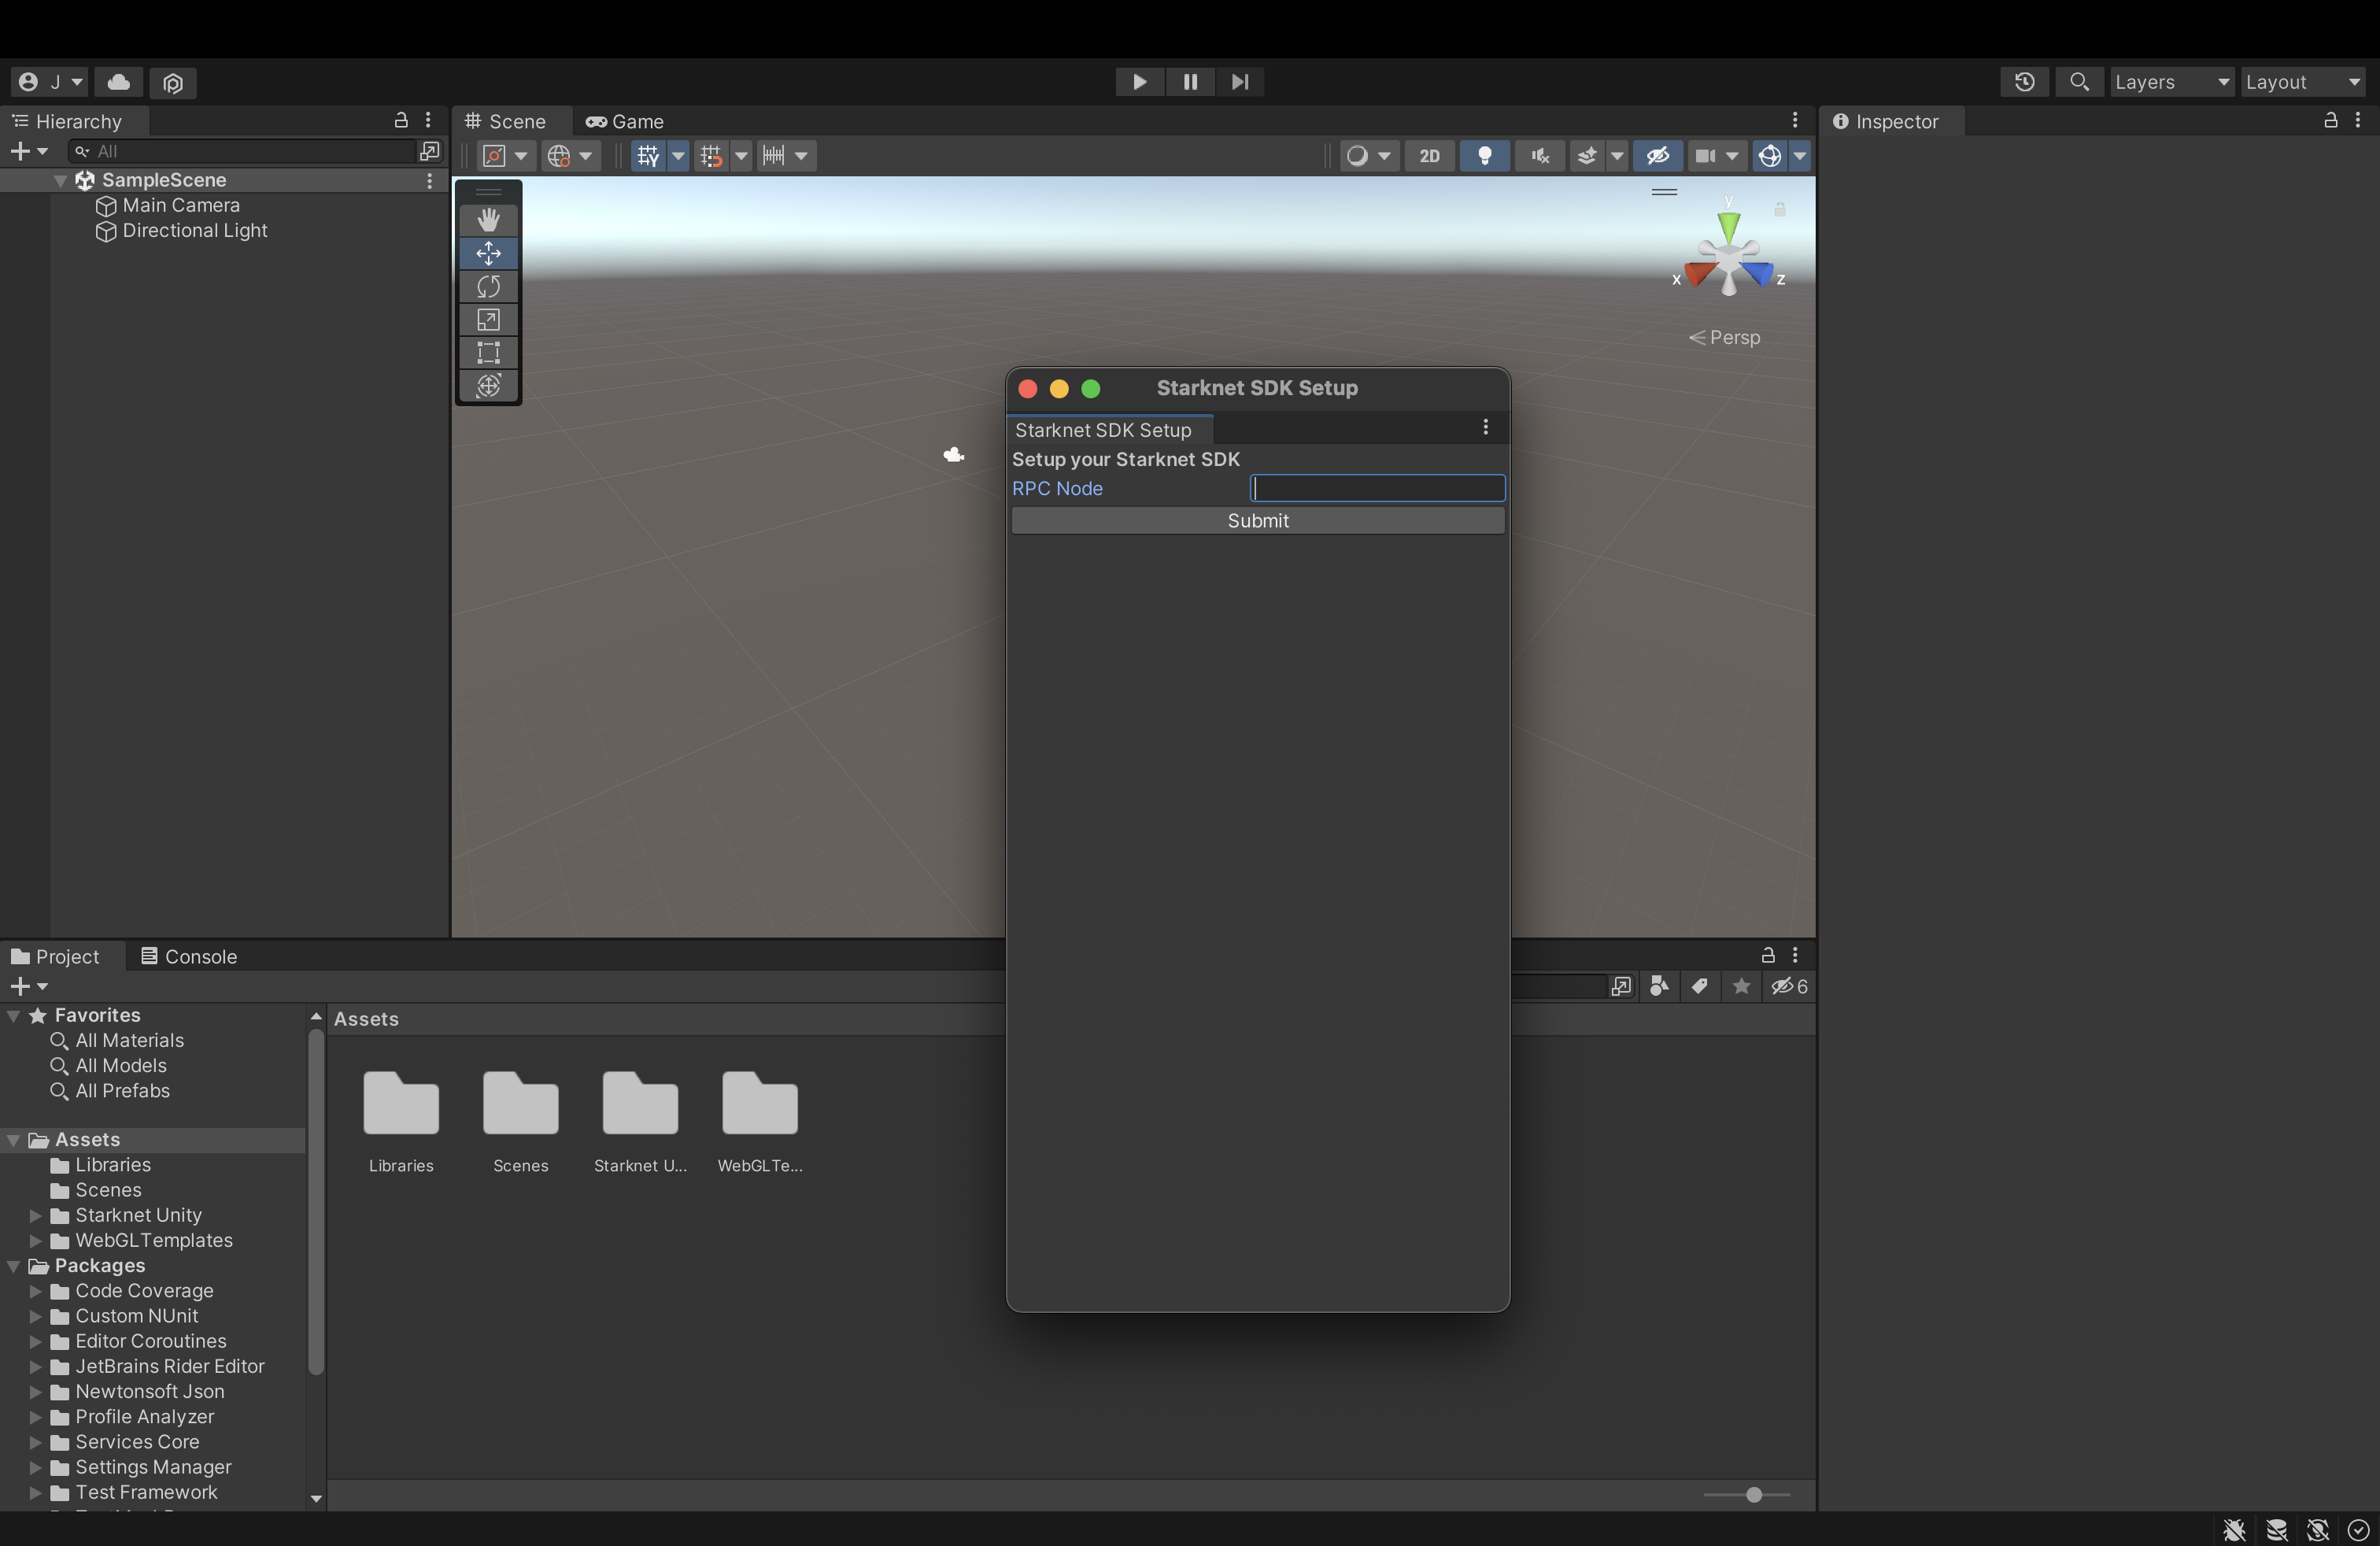 J
Layers
Layout
Hierarchy
All
SampleScene
Main Camera
Directional Light
Scene
Game
2D
y
x
z
Persp
Inspector
Starknet SDK Setup
Starknet SDK Setup
Setup your Starknet SDK
RPC Node
Submit
Project
Console
6
Favorites
All Materials
All Models
All Prefabs
Assets
Libraries
Scenes
Starknet Unity
WebGLTemplates
Packages
Code Coverage
Custom NUnit
Editor Coroutines
JetBrains Rider Editor
Newtonsoft Json
Profile Analyzer
Services Core
Settings Manager
Test Framework
Assets
Libraries
Scenes
Starknet U...
WebGLTe...